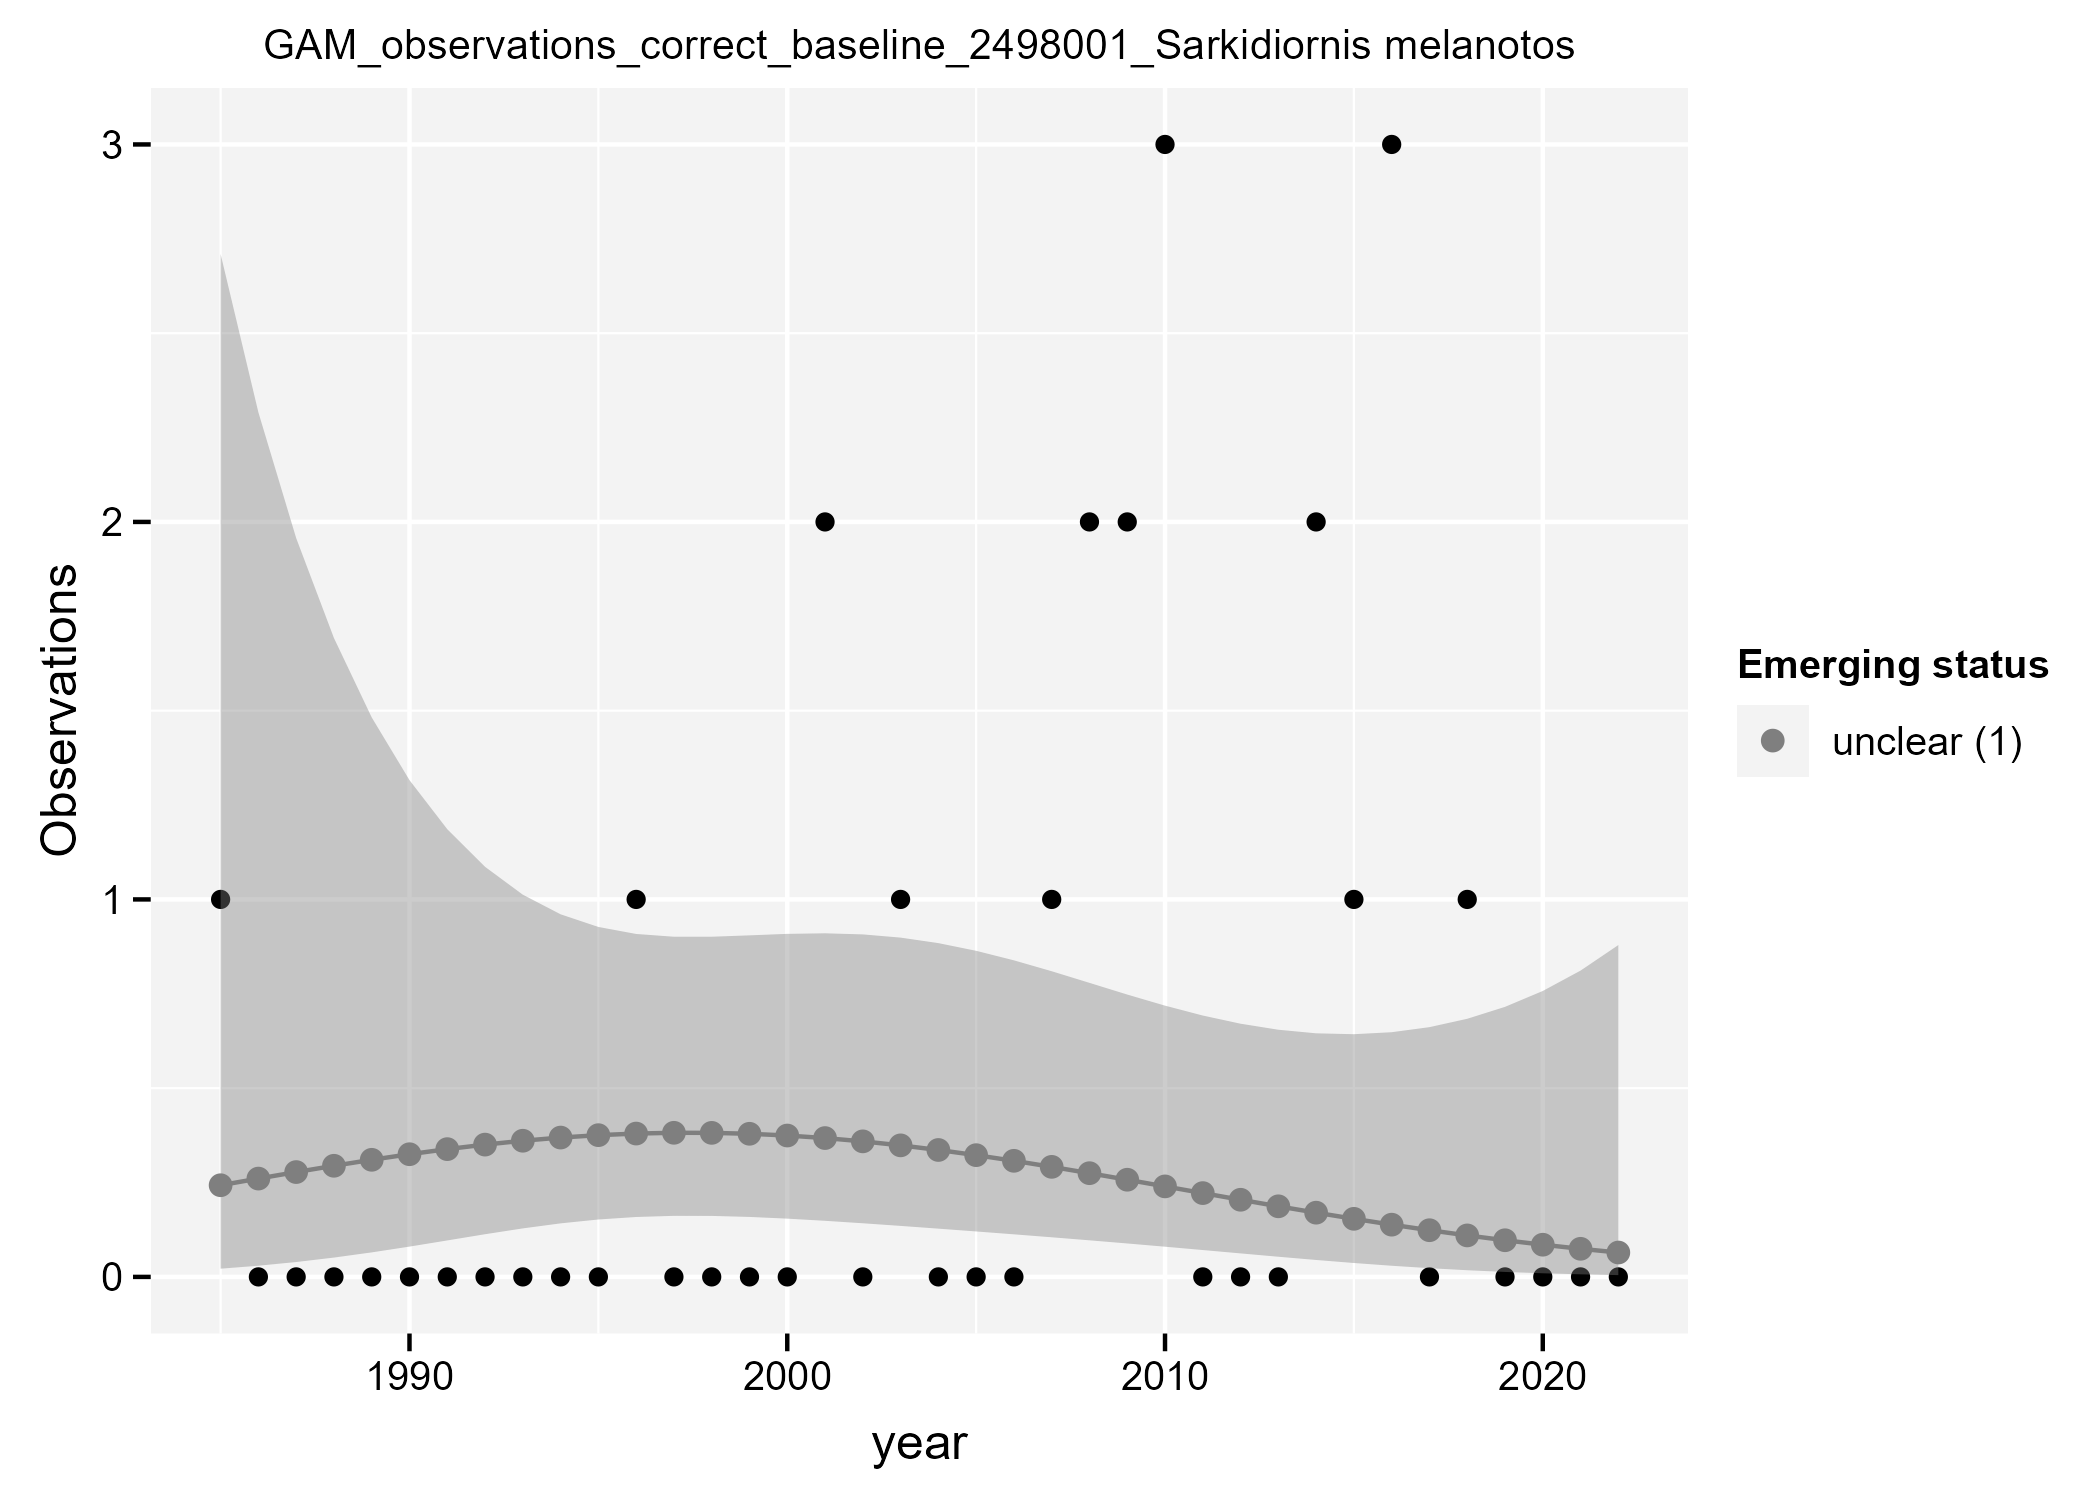 GAM_observations_correct_baseline_2498001_Sarkidiornis melanotos
3
2
1
0
Observations
1990
2000
2010
2020
year
Emerging status
unclear (1)